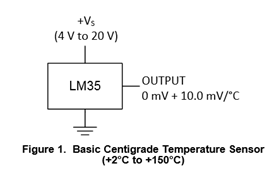 +VS
(4 V to 20 V)
LM35
OUTPUT
0 mV + 10.0 mV/°C
Figure 1. Basic Centigrade Temperature Sensor
(+2°C to +150°C)